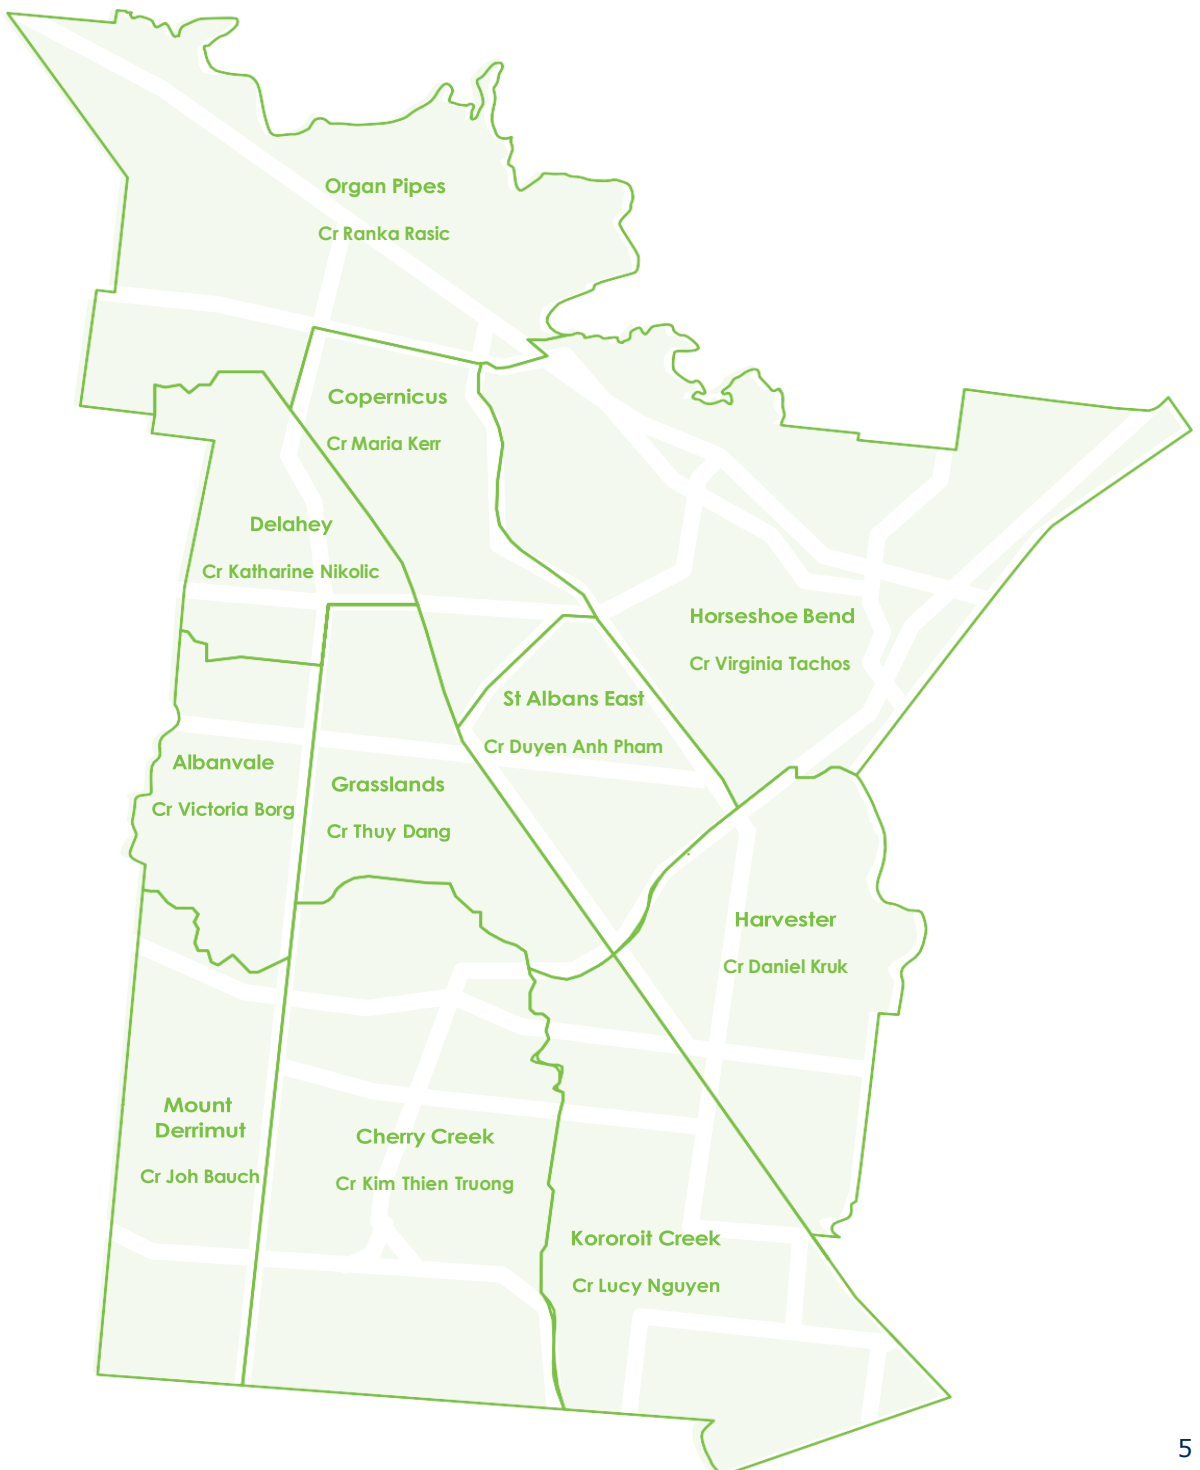 Organ Pipes
Cr Ranka Rasic
Copernicus
Cr Maria Kerr
Delahey
Cr Katharine Nikolic
Horseshoe Bend
Cr Virginia Tachos
St Albans East
Cr Duyen Anh Pham
Albanvale
Cr Victoria Borg
Grasslands
Cr Thuy Dang
Harvester
Cr Daniel Kruk
Mount
Derrimut
Cr Joh Bauch
Cherry Creek
Cr Kim Thien Truong
Kororoit Creek
Cr Lucy Nguyen
5